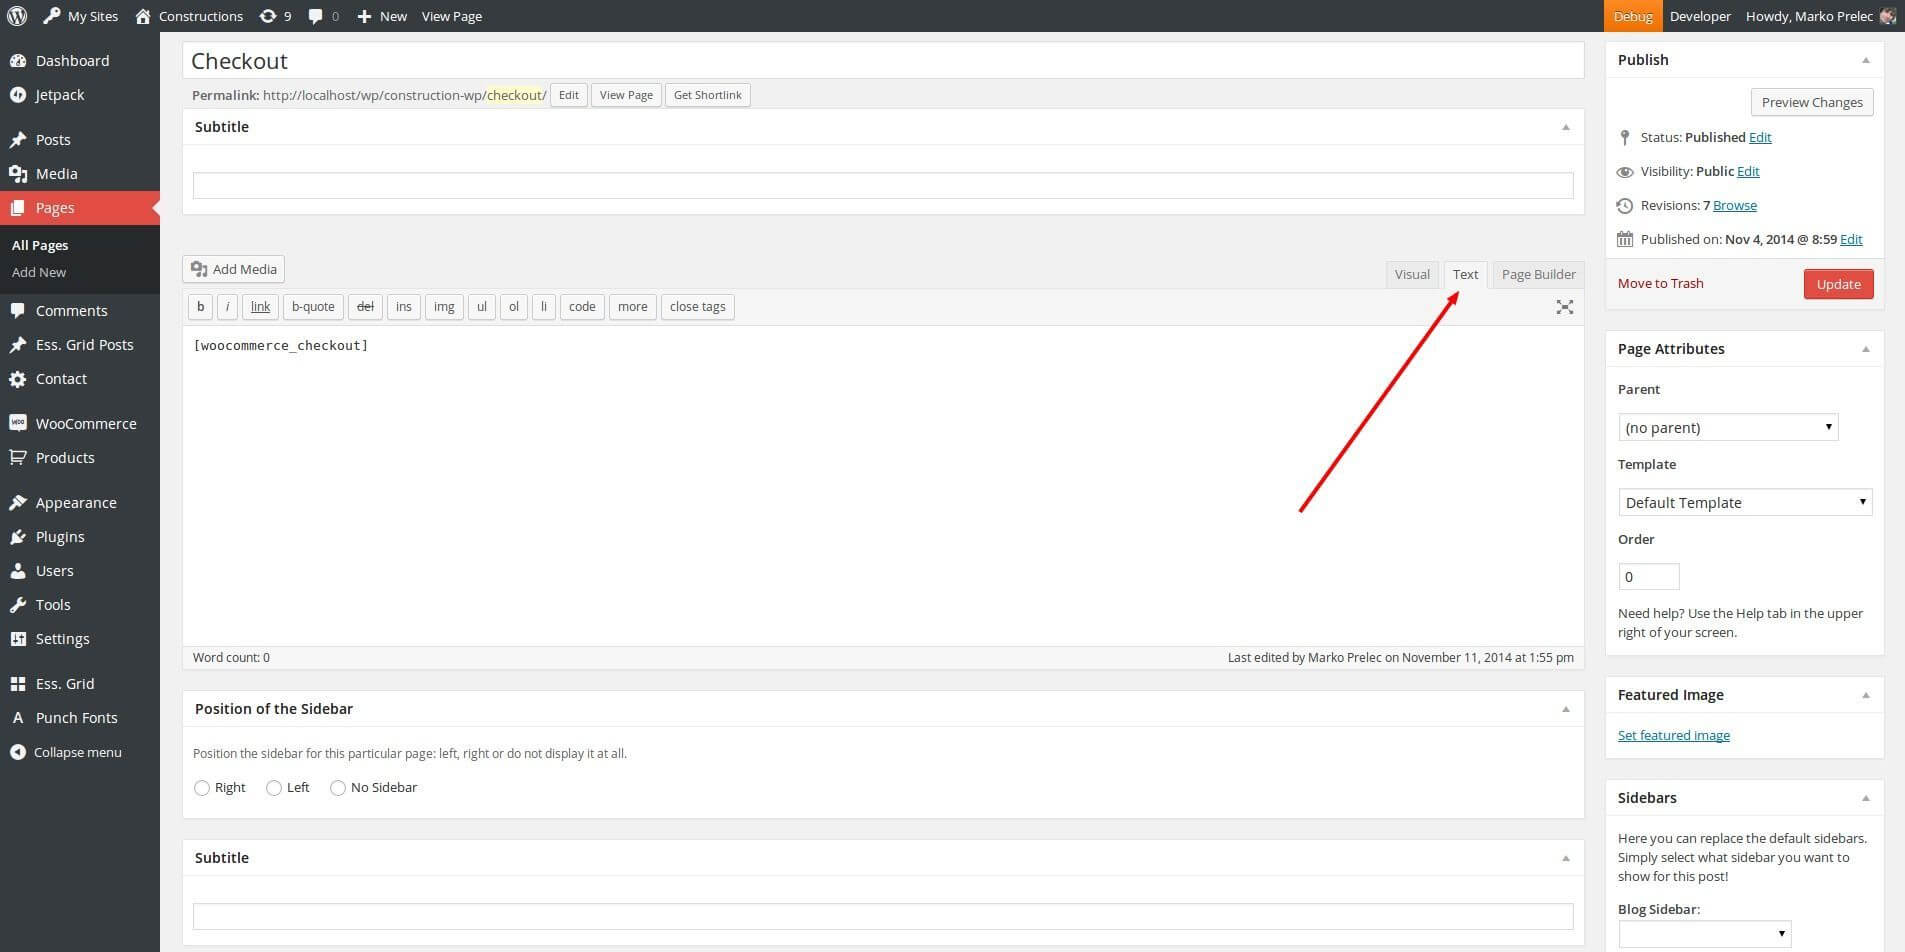 My Sites Constructions 9 0 New View Page Debug Developer Howdy, Marko Prelec
Dashboard
Jetpack
Posts
Media
Pages
All Pages
Add New
Comments
Ess. Grid Posts
Contact
WooCommerce
Products
Appearance
Plugins
Users
Tools
Settings
Ess. Grid
Punch Fonts
Collapse menu
Checkout
Permalink: http://localhost/wp/construction-wp/checkout/ Edit View Page Get Shortlink
Subtitle
Add Media Visual Text Page Builder
b i link b-quote del ins img ul ol li code more close tags
[woocommerce_checkout]
Word count: 0 Last edited by Marko Prelec on November 11, 2014 at 1:55 pm
Position of the Sidebar
Position the sidebar for this particular page: left, right or do not display it at all.
Right Left No Sidebar
Subtitle
Publish
Preview Changes
Status: Published Edit
Visibility: Public Edit
Revisions: 7 Browse
Published on: Nov 4, 2014 @ 8:59 Edit
Move to Trash Update
Page Attributes
Parent
(no parent)
Template
Default Template
Order
0
Need help? Use the Help tab in the upper
right of your screen.
Featured Image
Set featured image
Sidebars
Here you can replace the default sidebars.
Simply select what sidebar you want to
show for this post!
Blog Sidebar: